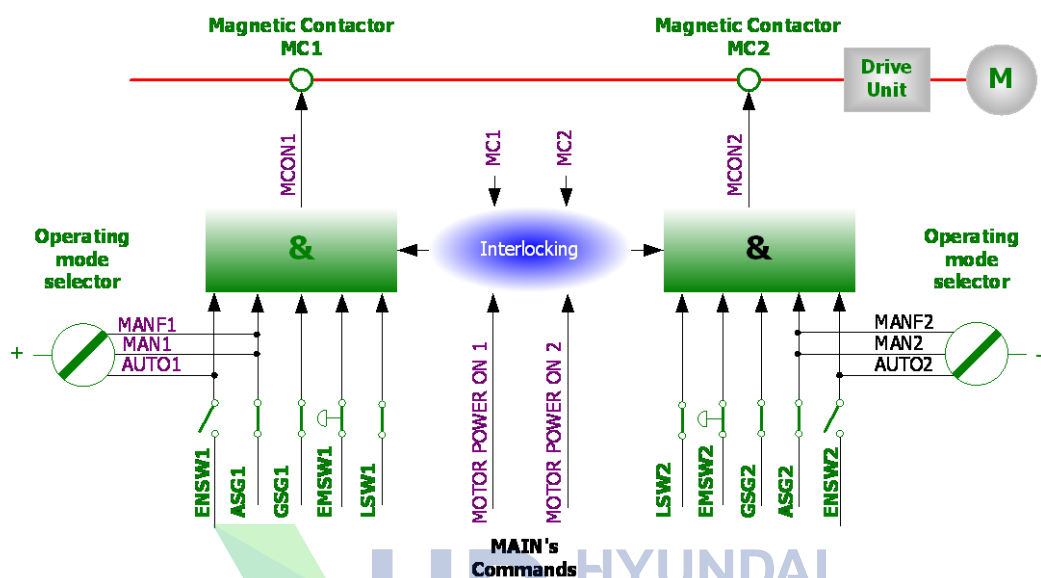 Magnetic Contactor
MC1
Magnetic Contactor
MC2
Drive
Unit
M
MCON1
MC1
MC2
MCON2
Operating
mode
selector
&
Interlocking
&
Operating
mode
selector
+
MANF1
MAN1
AUTO1
MANF2
MAN2
AUTO2
-
ENSW1
ASG1
GSG1
EMSW1
LSW1
MOTOR POWER ON 1
MOTOR POWER ON 2
LSW2
EMSW2
GSG2
ASG2
ENSW2
MAIN's
Commands
HYUNDAI